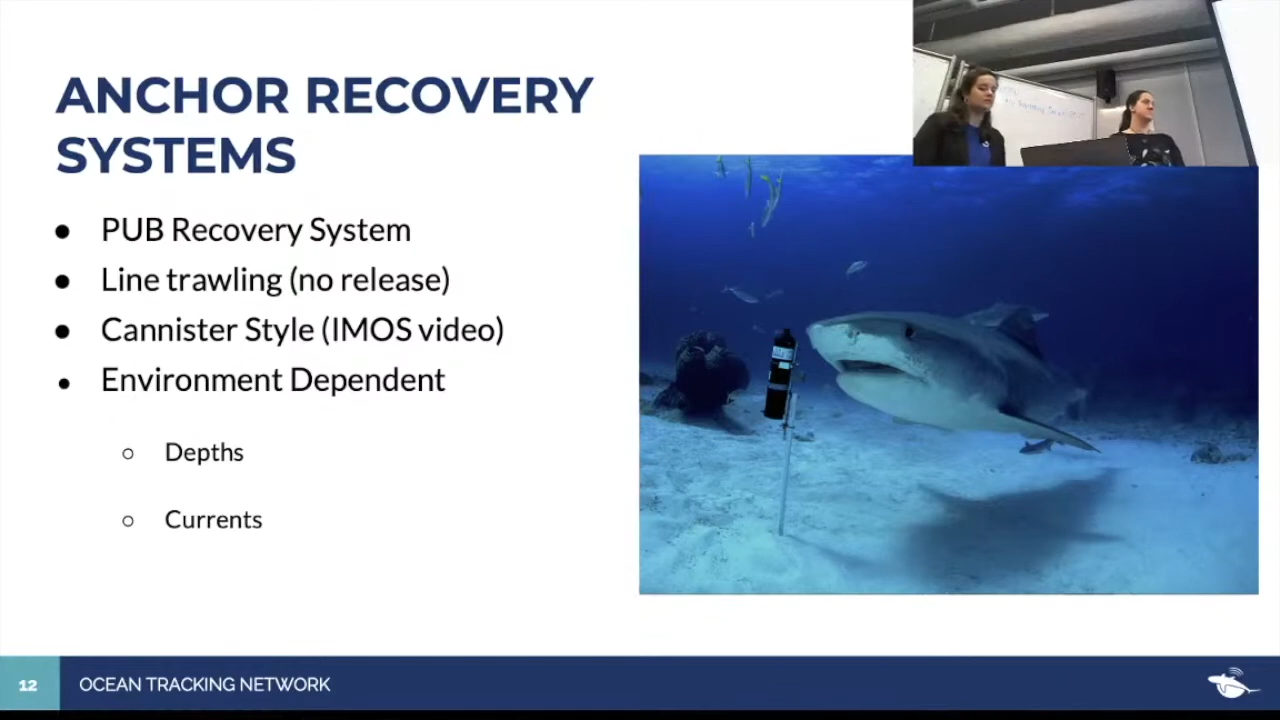 ANCHOR RECOVERY
SYSTEMS
● PUB Recovery System
● Line trawling (no release)
● Cannister Style (IMOS video)
● Environment Dependent
○ Depths
○ Currents
12
OCEAN TRACKING NETWORK